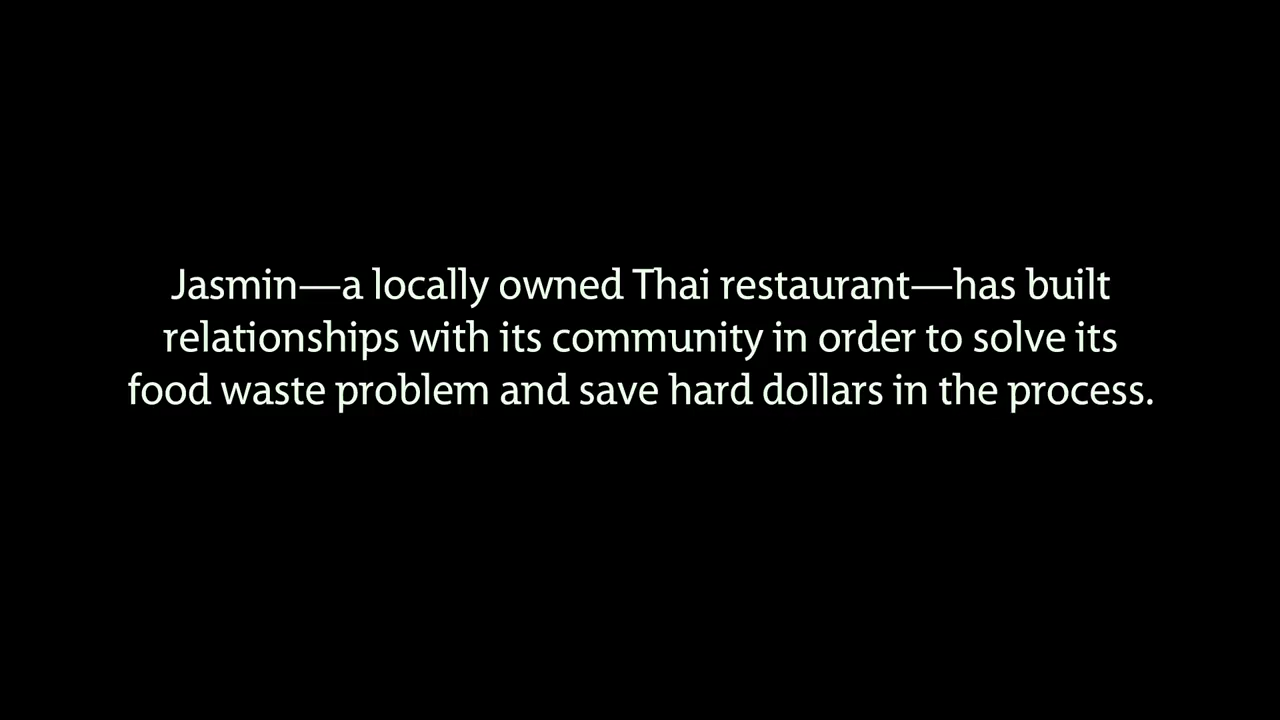 Jasmin—a locally owned Thai restaurant—has built
relationships with its community in order to solve its
food waste problem and save hard dollars in the process.